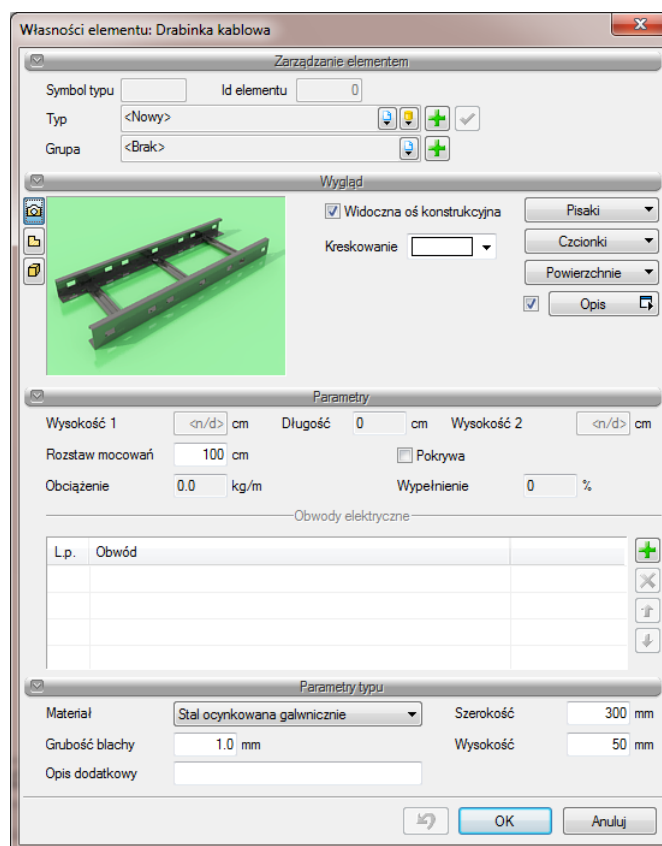 Własności elementu: Drabinka kablowa
Zarządzanie elementem
Symbol typu Id elementu 0
Typ <Nowy>
Grupa <Brak>
Wygląd
Widoczna oś konstrukcyjna Pisaki
Kreskowanie Czcionki
Powierzchnie
Opis
Parametry
Wysokość 1 <n/d> cm Długość 0 cm Wysokość 2 <n/d> cm
Rozstaw mocowań 100 cm Pokrywa
Obciążenie 0.0 kg/m Wypełnienie 0 %
Obwody elektryczne
L.p. Obwód
Parametry typu
Materiał Stal ocynkowana galwnicznie Szerokość 300 mm
Grubość blachy 1.0 mm Wysokość 50 mm
Opis dodatkowy
OK Anuluj